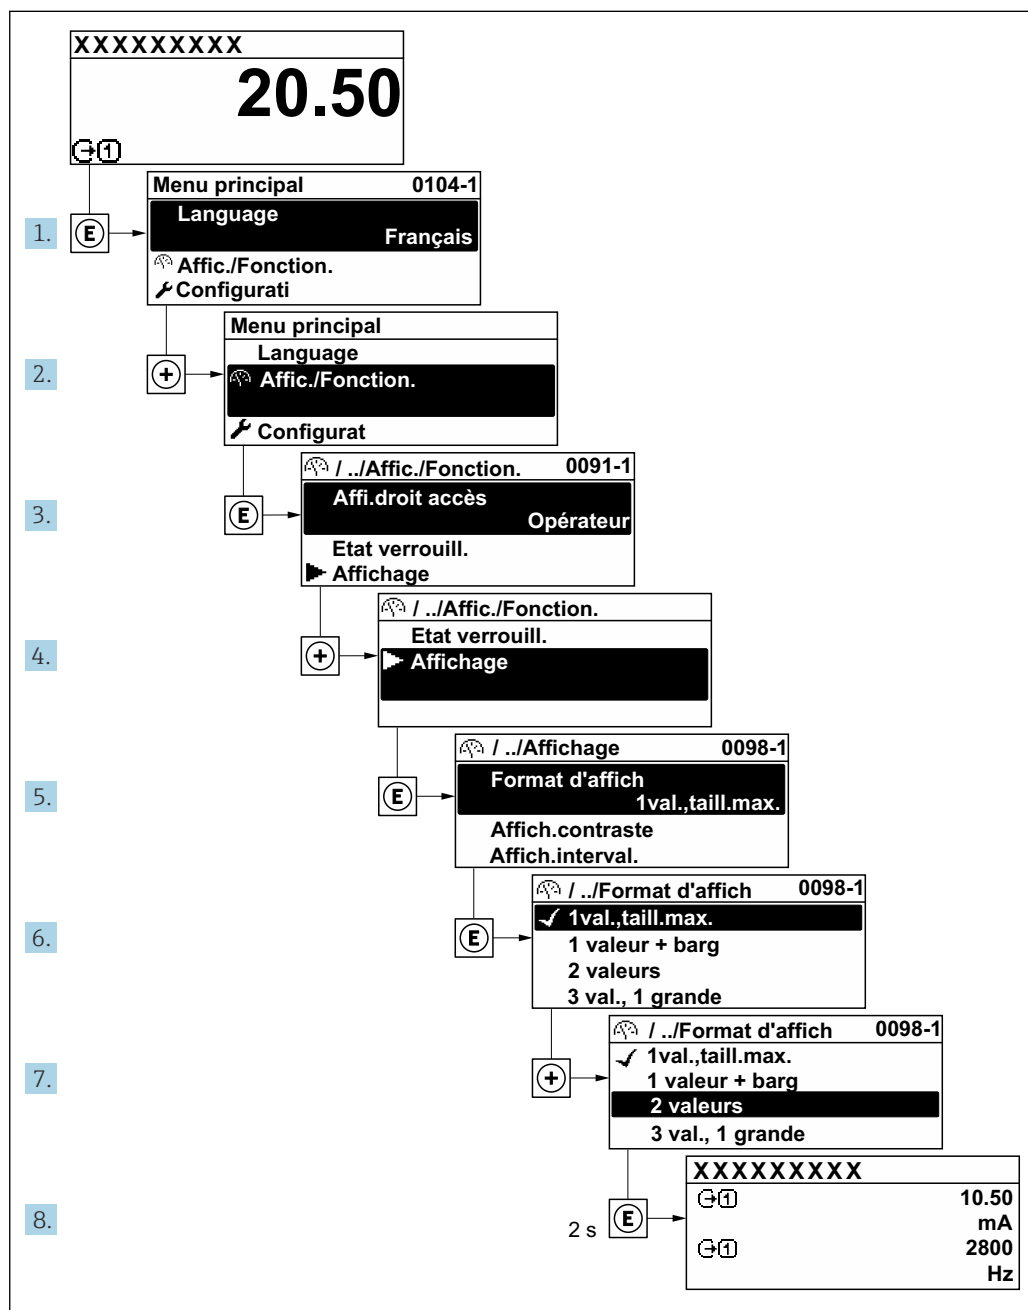 XXXXXXXXX
20.50
1
Menu principal 0104-1
Language
Français
1. E
Affic./Fonction.
Configurati
Menu principal
Language
2. +
Affic./Fonction.
Configurat
/ ../Affic./Fonction. 0091-1
Affi.droit accès
3. E
Opérateur
Etat verrouill.
Affichage
/ ../Affic./Fonction.
Etat verrouill.
4. +
Affichage
/ ../Affichage 0098-1
Format d'affich
5. E
1val.,taill.max.
Affich.contraste
Affich.interval.
/ ../Format d'affich 0098-1
1val.,taill.max.
6. E
1 valeur + barg
2 valeurs
3 val., 1 grande
/ ../Format d'affich 0098-1
1val.,taill.max.
7. +
1 valeur + barg
2 valeurs
3 val., 1 grande
XXXXXXXXX
1 10.50
8. 2 s E
mA
1 2800
Hz